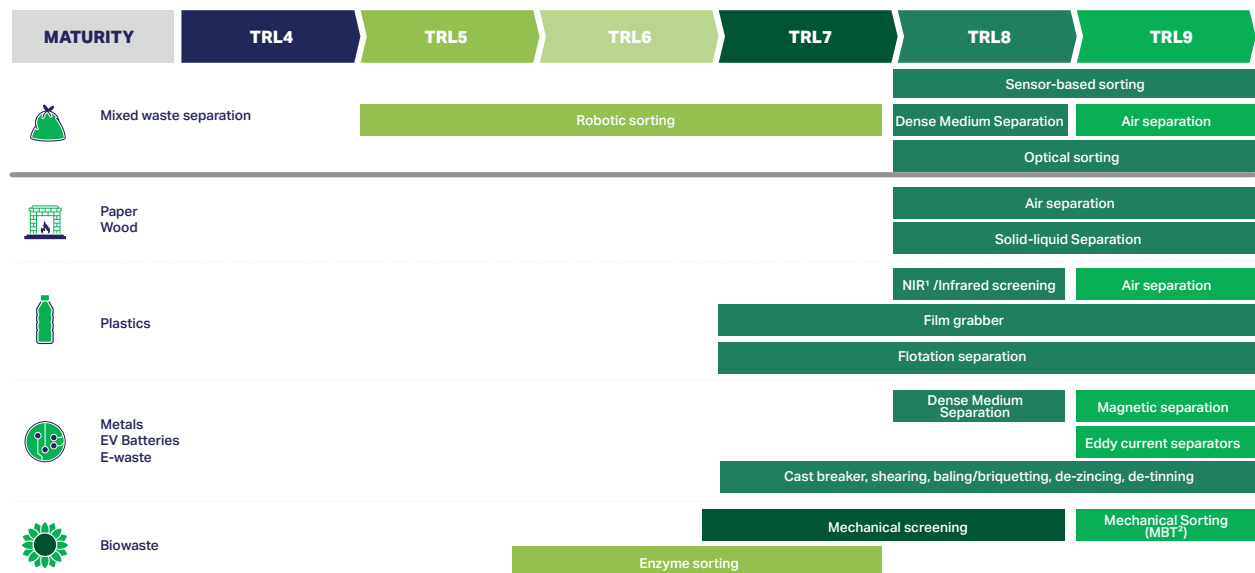 MATURITY
TRL4
TRL5
TRL6
TRL7
TRL8
TRL9
Mixed waste separation
Sensor-based sorting
Robotic sorting
Dense Medium Separation
Air separation
Optical sorting
Paper
Wood
Air separation
Solid-liquid Separation
Plastics
NIR¹ /Infrared screening
Air separation
Film grabber
Flotation separation
Metals
EV Batteries
E-waste
Dense Medium
Separation
Magnetic separation
Eddy current separators
Cast breaker, shearing, baling/briquetting, de-zincing, de-tinning
Biowaste
Mechanical screening
Mechanical Sorting
(MBT²)
Enzyme sorting